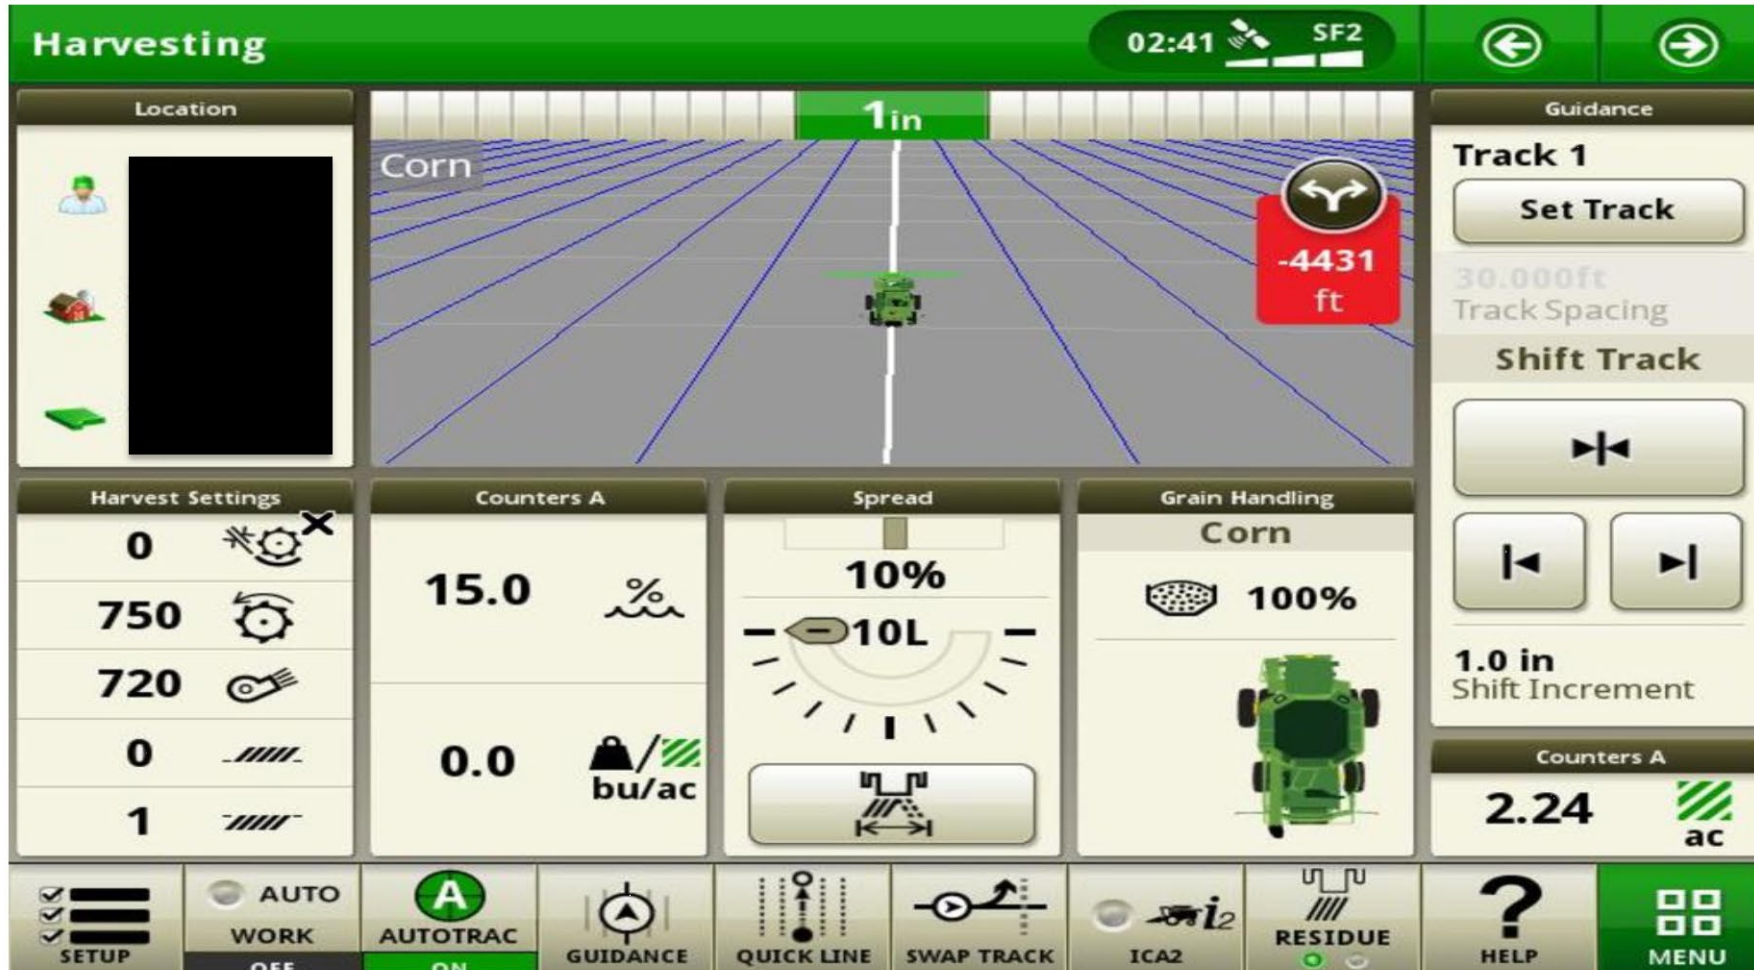 Harvesting
02:41
SF2
Location
1in
Corn
-4431
ft
Guidance
Track 1
Set Track
30.000ft
Track Spacing
Shift Track
1.0 in
Shift Increment
Harvest Settings
0
750
720
0
1
Counters A
15.0 %
0.0
bu/ac
Spread
10%
10L
Grain Handling
Corn
100%
Counters A
2.24
ac
SETUP
AUTO
WORK
OFF
A
AUTOTRAC
ON
GUIDANCE
QUICK LINE
SWAP TRACK
i2
ICA2
RESIDUE
?
HELP
MENU